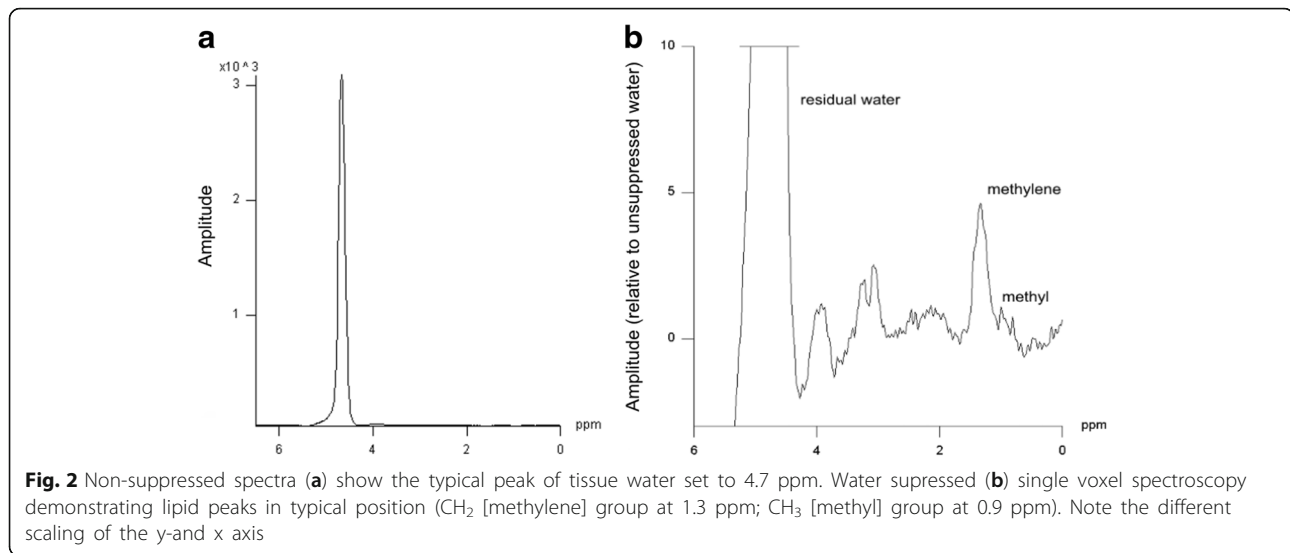 a
x10^3
3
2
1
Amplitude
6
4
2
0
ppm
b
10
5
0
Amplitude (relative to unsuppressed water)
residual water
methylene
methyl
6
4
2
0
ppm
Fig. 2 Non-suppressed spectra (a) show the typical peak of tissue water set to 4.7 ppm. Water supressed (b) single voxel spectroscopy
demonstrating lipid peaks in typical position (CH₂ [methylene] group at 1.3 ppm; CH₃ [methyl] group at 0.9 ppm). Note the different
scaling of the y-and x axis